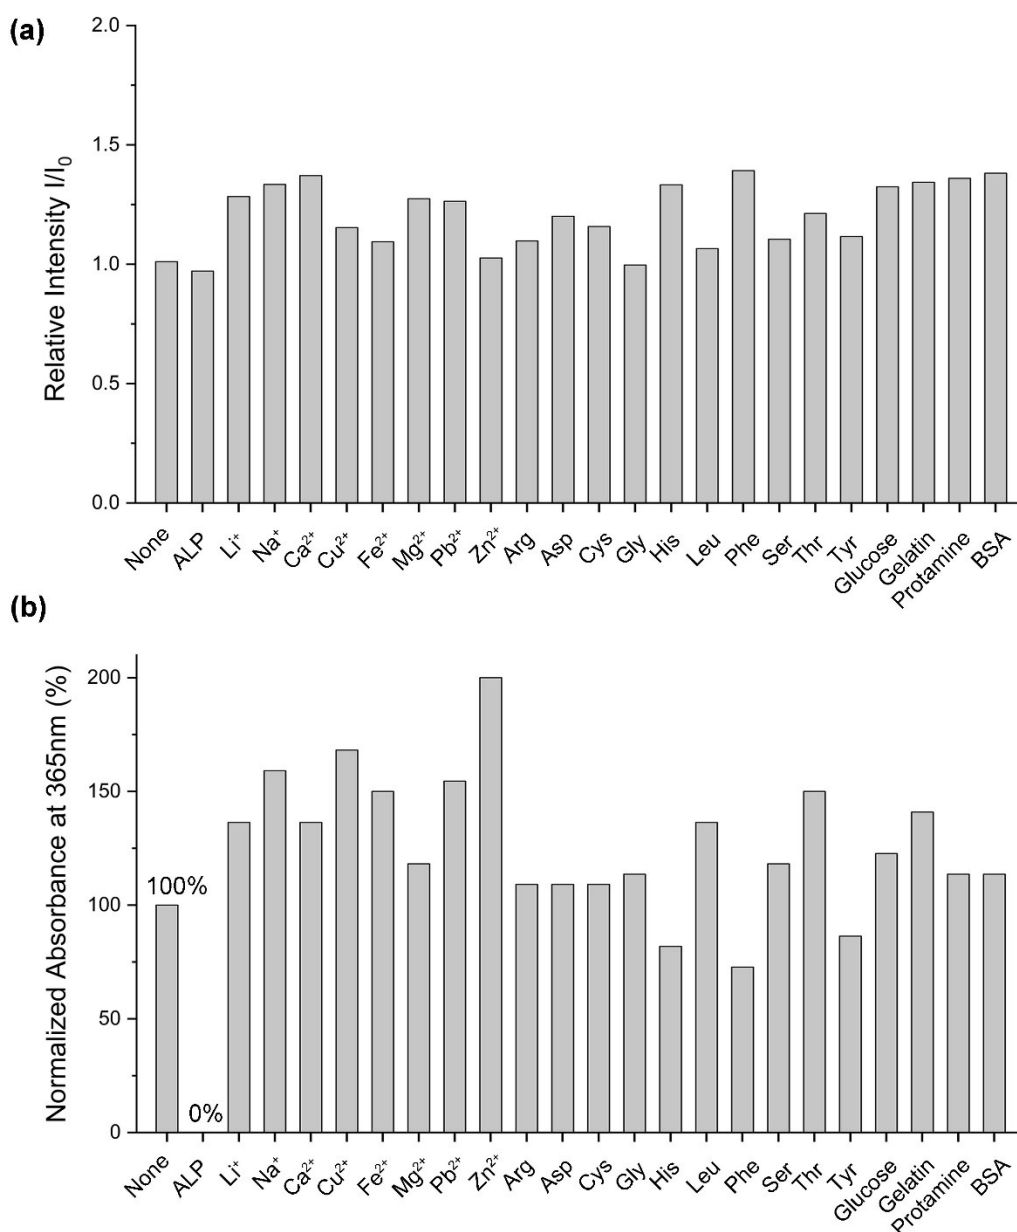 (a)
Relative Intensity I/I₀
2.0
1.5
1.0
0.5
0.0
None
ALP
Li⁺
Na⁺
Ca²⁺
Cu²⁺
Fe²⁺
Mg²⁺
Pb²⁺
Zn²⁺
Arg
Asp
Cys
Gly
His
Leu
Phe
Ser
Thr
Tyr
Glucose
Gelatin
Protamine
BSA
(b)
Normalized Absorbance at 365nm (%)
200
150
100
50
0
100%
0%
None
ALP
Li⁺
Na⁺
Ca²⁺
Cu²⁺
Fe²⁺
Mg²⁺
Pb²⁺
Zn²⁺
Arg
Asp
Cys
Gly
His
Leu
Phe
Ser
Thr
Tyr
Glucose
Gelatin
Protamine
BSA